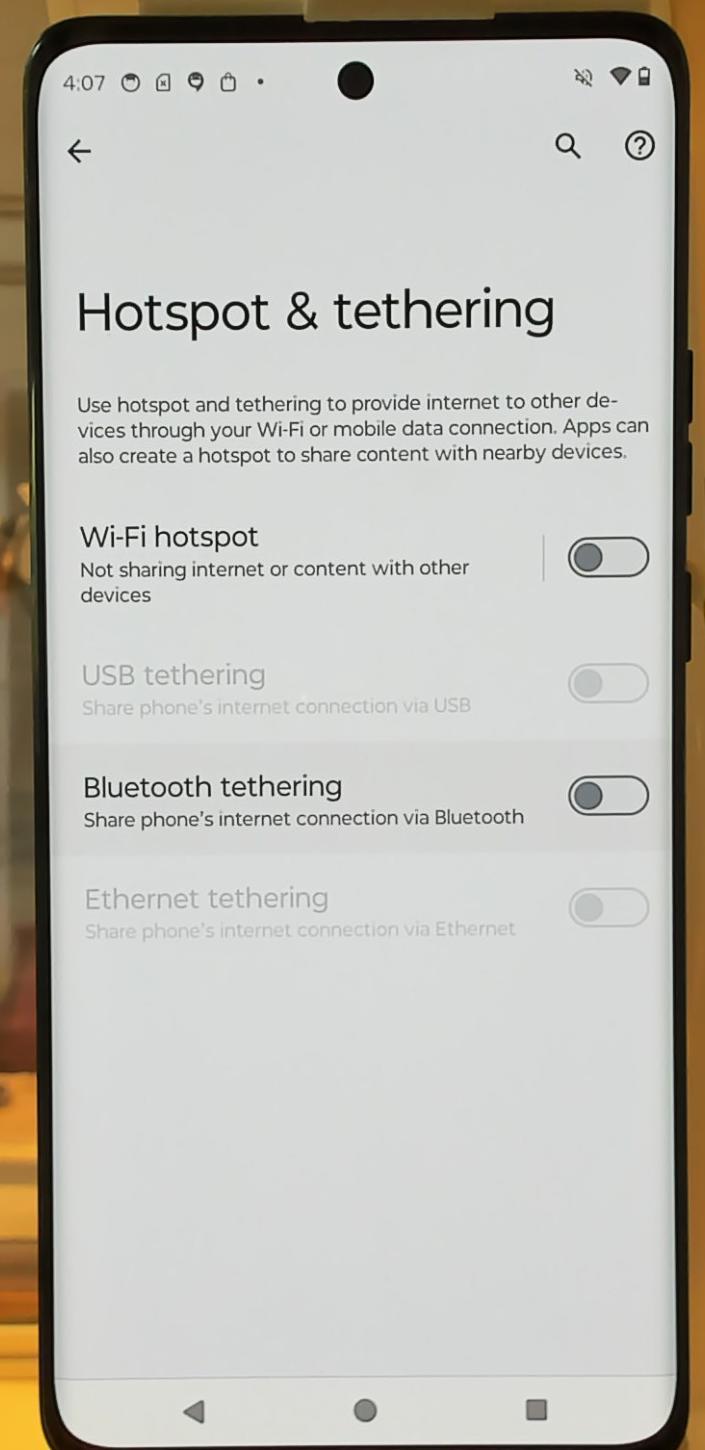 4:07
Hotspot & tethering
Use hotspot and tethering to provide internet to other de-
vices through your Wi-Fi or mobile data connection. Apps can
also create a hotspot to share content with nearby devices.
Wi-Fi hotspot
Not sharing internet or content with other
devices
USB tethering
Share phone's internet connection via USB
Bluetooth tethering
Share phone's internet connection via Bluetooth
Ethernet tethering
Share phone's internet connection via Ethernet